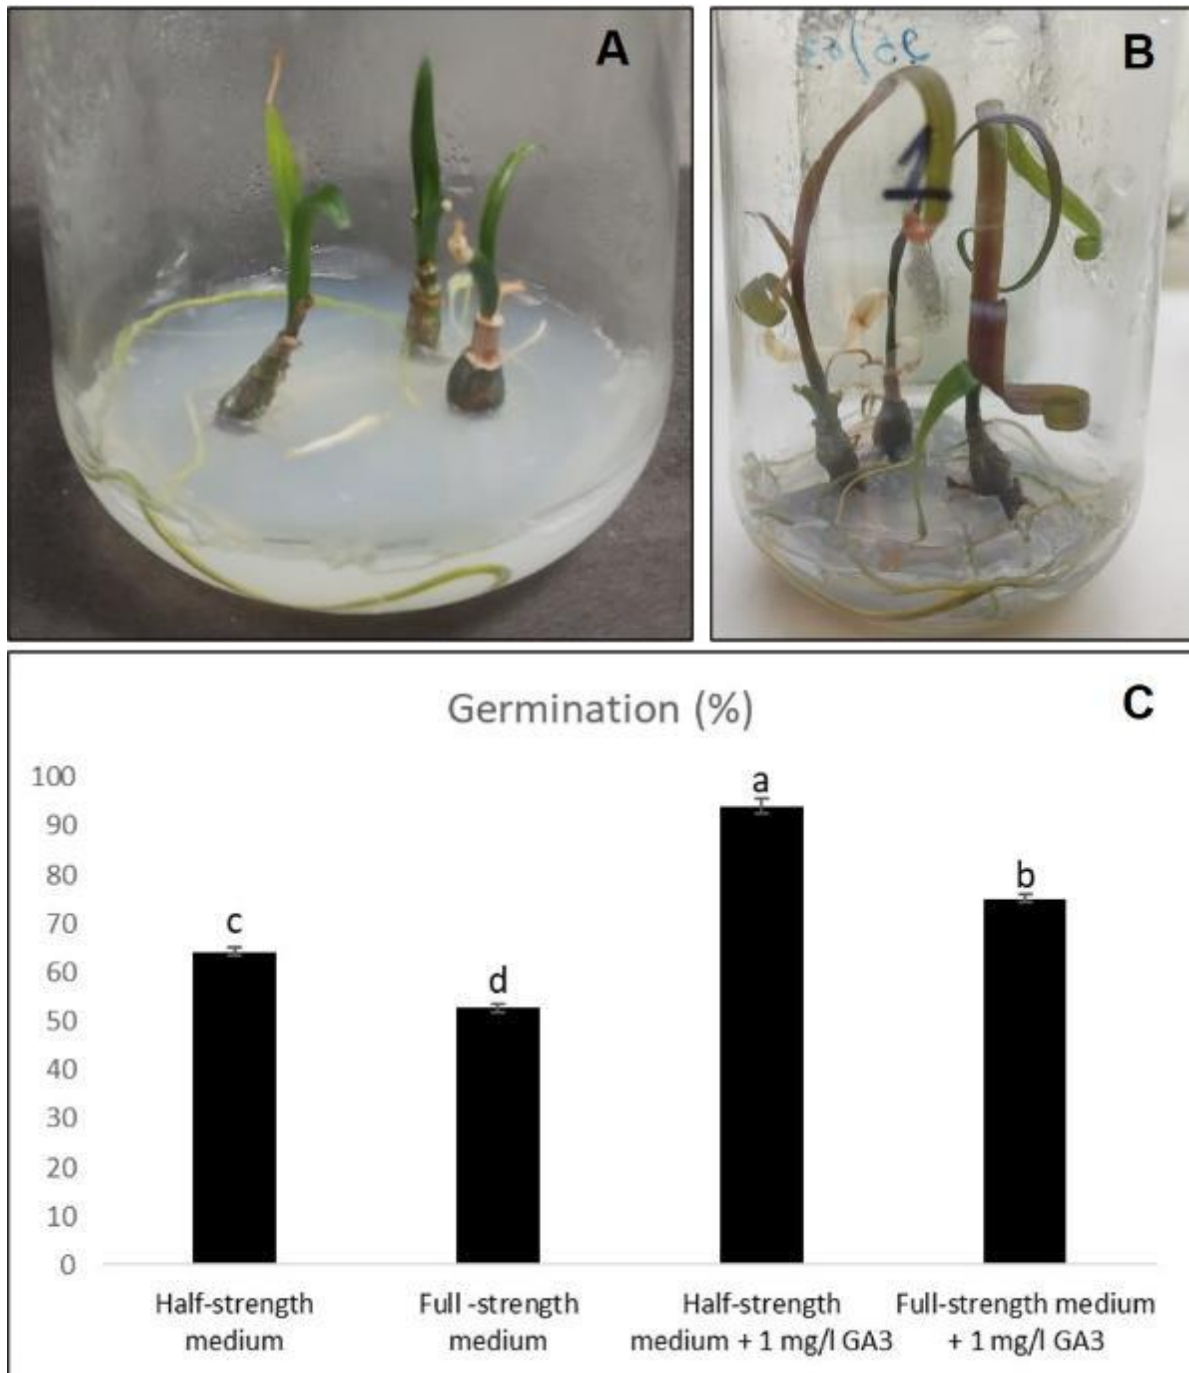 A
B
1
Germination (%)
C
100
90
80
70
60
50
40
30
20
10
0
c
d
a
b
Half-strength
medium
Full -strength
medium
Half-strength
medium + 1 mg/l GA3
Full-strength medium
+ 1 mg/l GA3